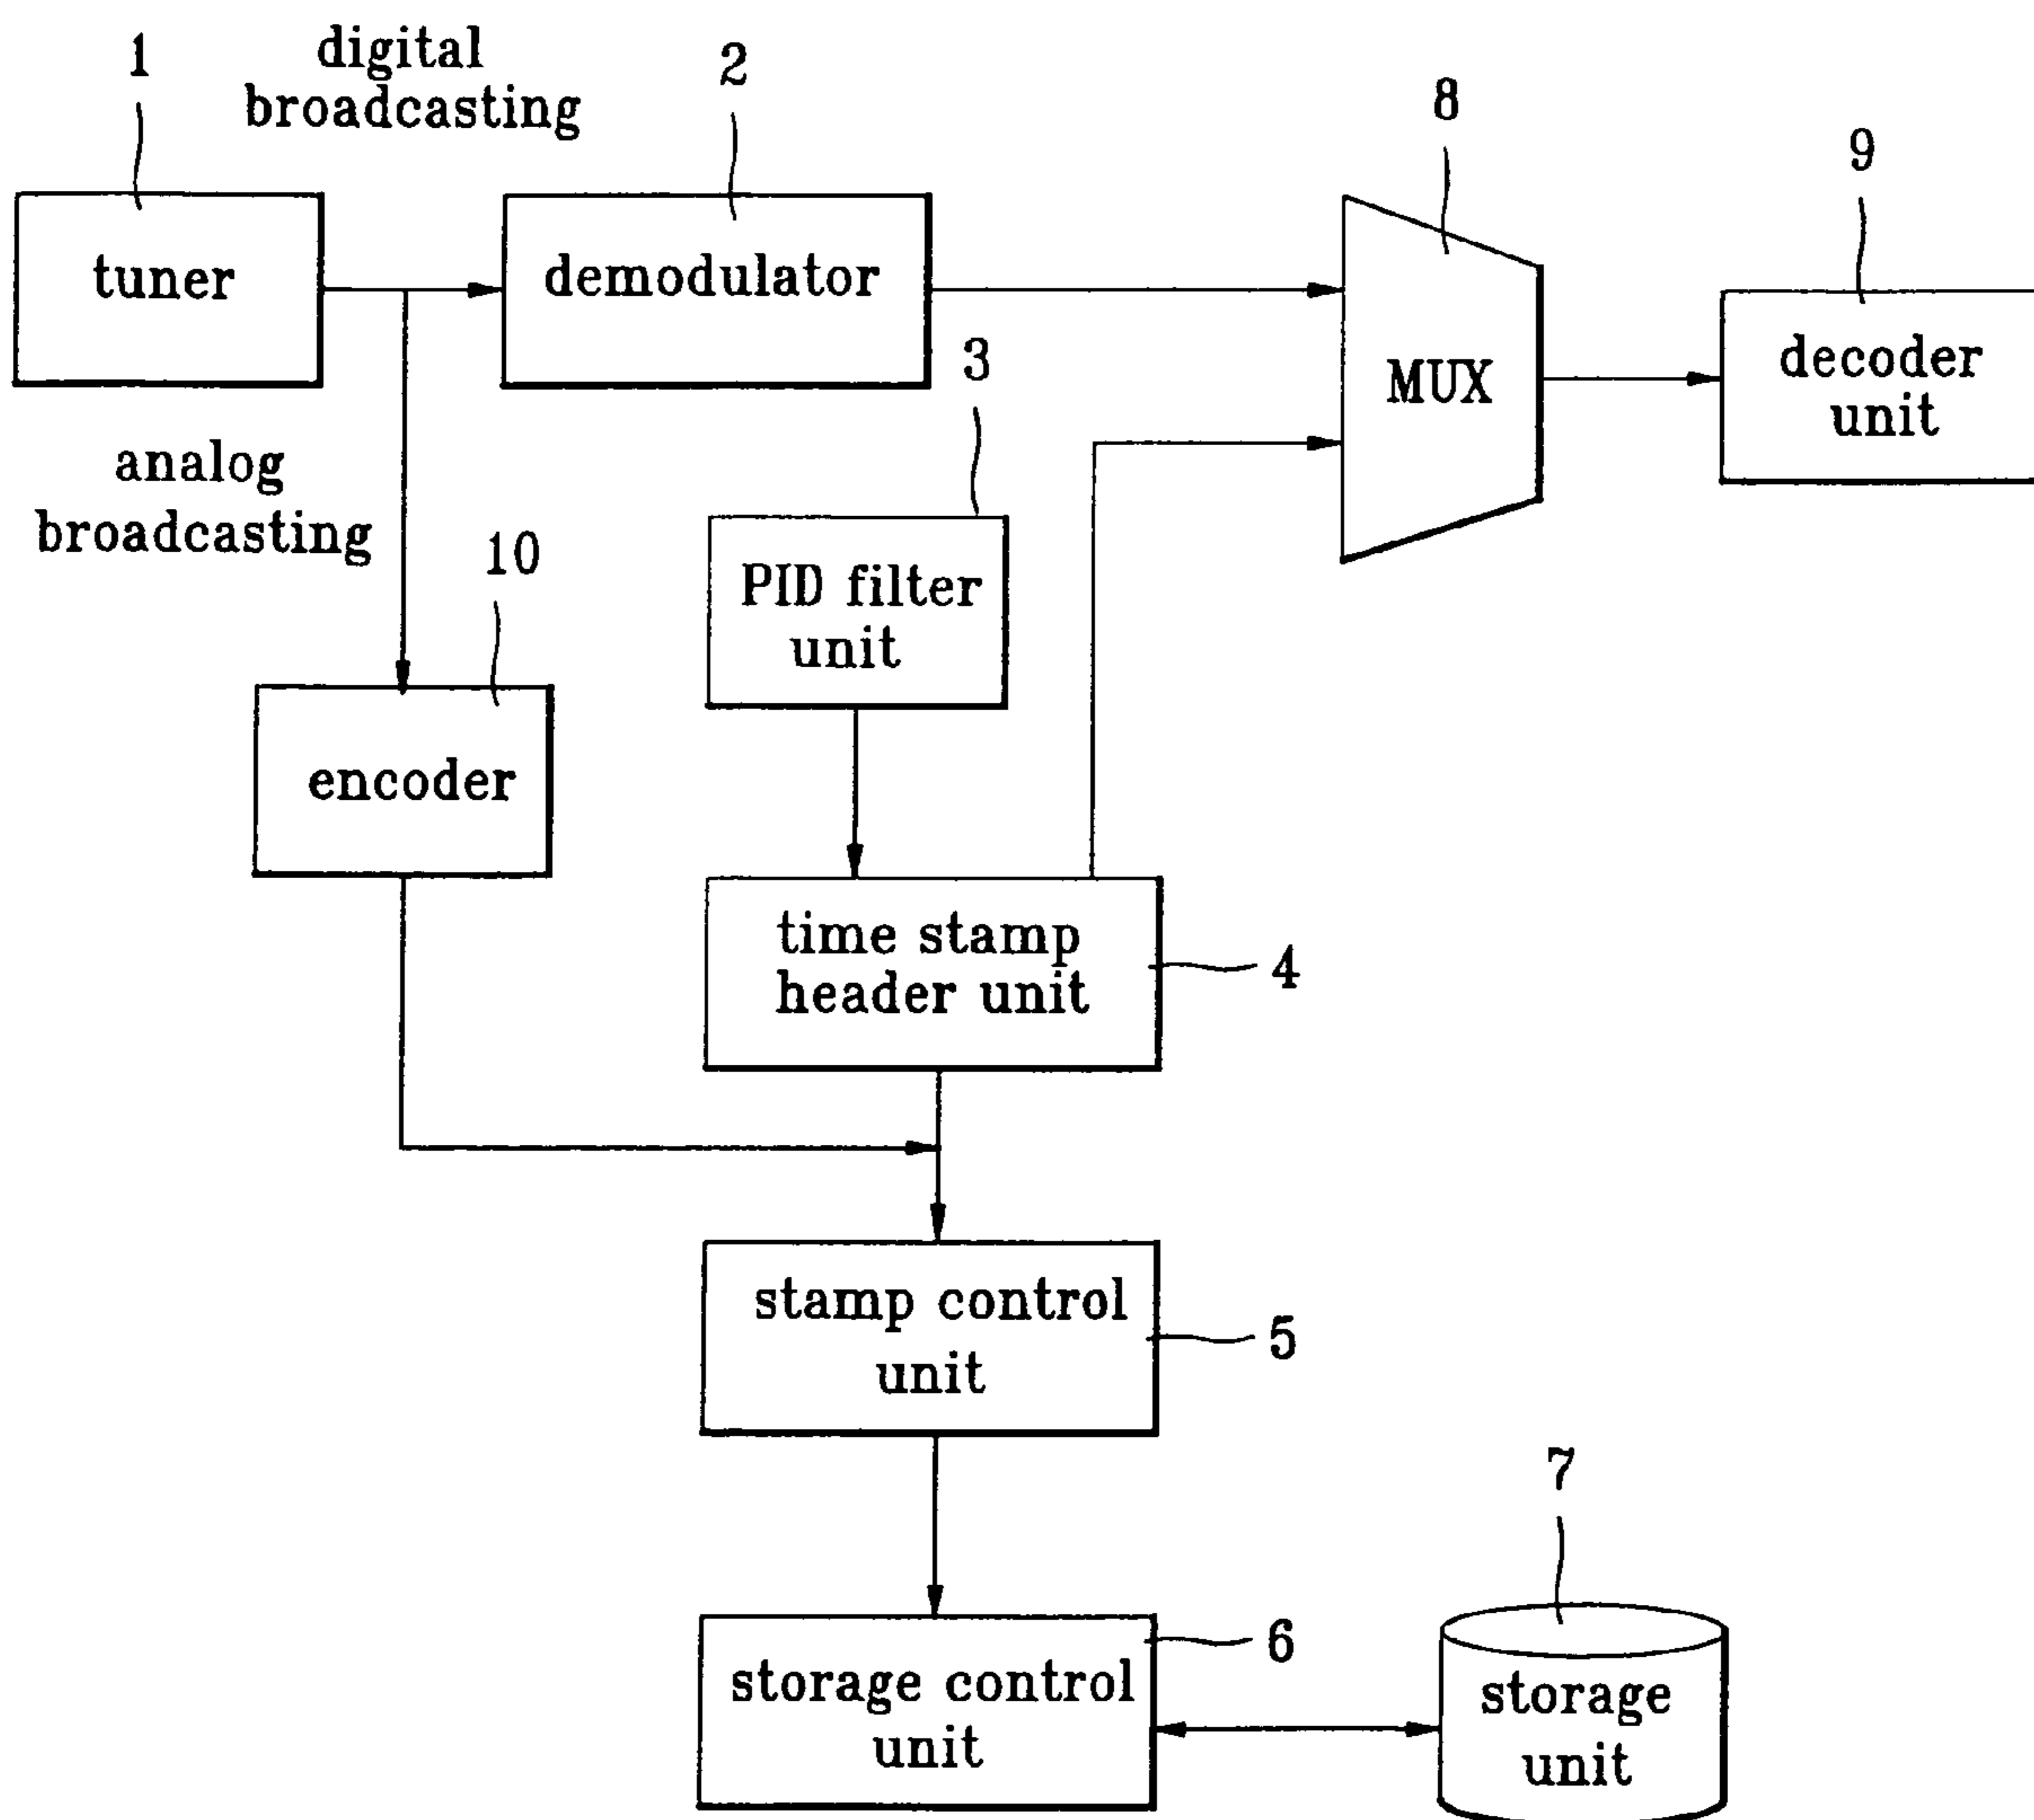 1
digital
broadcasting
2
8
9
tuner
demodulator
3
MUX
decoder
unit
analog
broadcasting
10
PID filter
unit
encoder
time stamp
header unit
4
stamp control
unit
5
7
6
storage control
unit
storage
unit